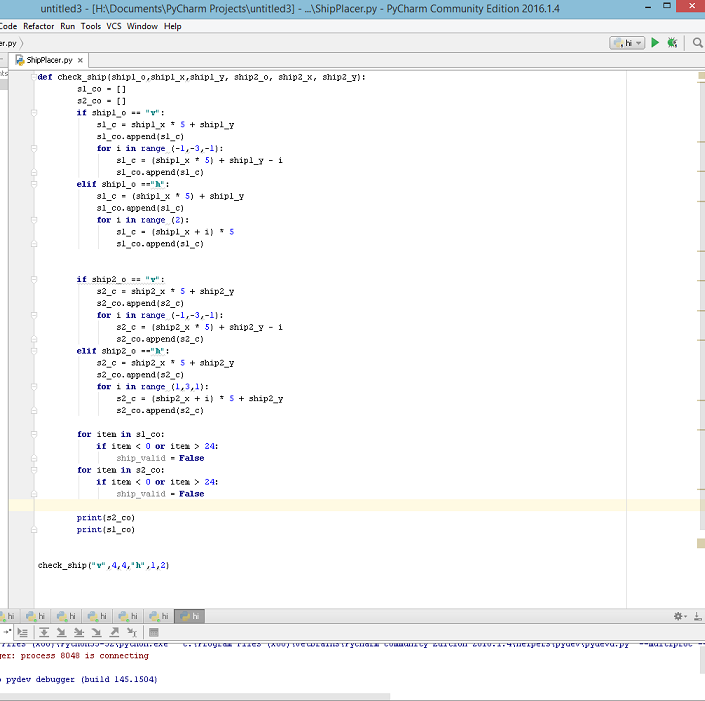 untitled3 - [H:\Documents\PyCharm Projects\untitled3] - ...\ShipPlacer.py - PyCharm Community Edition 2016.1.4
Code Refactor Run Tools VCS Window Help
er.py hi
ShipPlacer.py
nts
def check_ship(ship1_o,ship1_x,ship1_y, ship2_o, ship2_x, ship2_y):
s1_co = []
s2_co = []
if ship1_o == "v":
s1_c = ship1_x * 5 + ship1_y
s1_co.append(s1_c)
for i in range (-1,-3,-1):
s1_c = (ship1_x * 5) + ship1_y - i
s1_co.append(s1_c)
elif ship1_o =="h":
s1_c = (ship1_x * 5) + ship1_y
s1_co.append(s1_c)
for i in range (2):
s1_c = (ship1_x + i) * 5
s1_co.append(s1_c)
if ship2_o == "v":
s2_c = ship2_x * 5 + ship2_y
s2_co.append(s2_c)
for i in range (-1,-3,-1):
s2_c = (ship2_x * 5) + ship2_y - i
s2_co.append(s2_c)
elif ship2_o =="h":
s2_c = ship2_x * 5 + ship2_y
s2_co.append(s2_c)
for i in range (1,3,1):
s2_c = (ship2_x + i) * 5 + ship2_y
s2_co.append(s2_c)
for item in s1_co:
if item < 0 or item > 24:
ship_valid = False
for item in s2_co:
if item < 0 or item > 24:
ship_valid = False
print(s2_co)
print(s1_co)
check_ship("v",4,4,"h",1,2)
hi hi hi hi hi hi hi
Files (x86)\Python35-32\python.exe" "C:\Program Files (x86)\JetBrains\PyCharm Community Edition 2016.1.4\helpers\pydev\pydevd.py" --multiproc
ger: process 8048 is connecting
pydev debugger (build 145.1504)